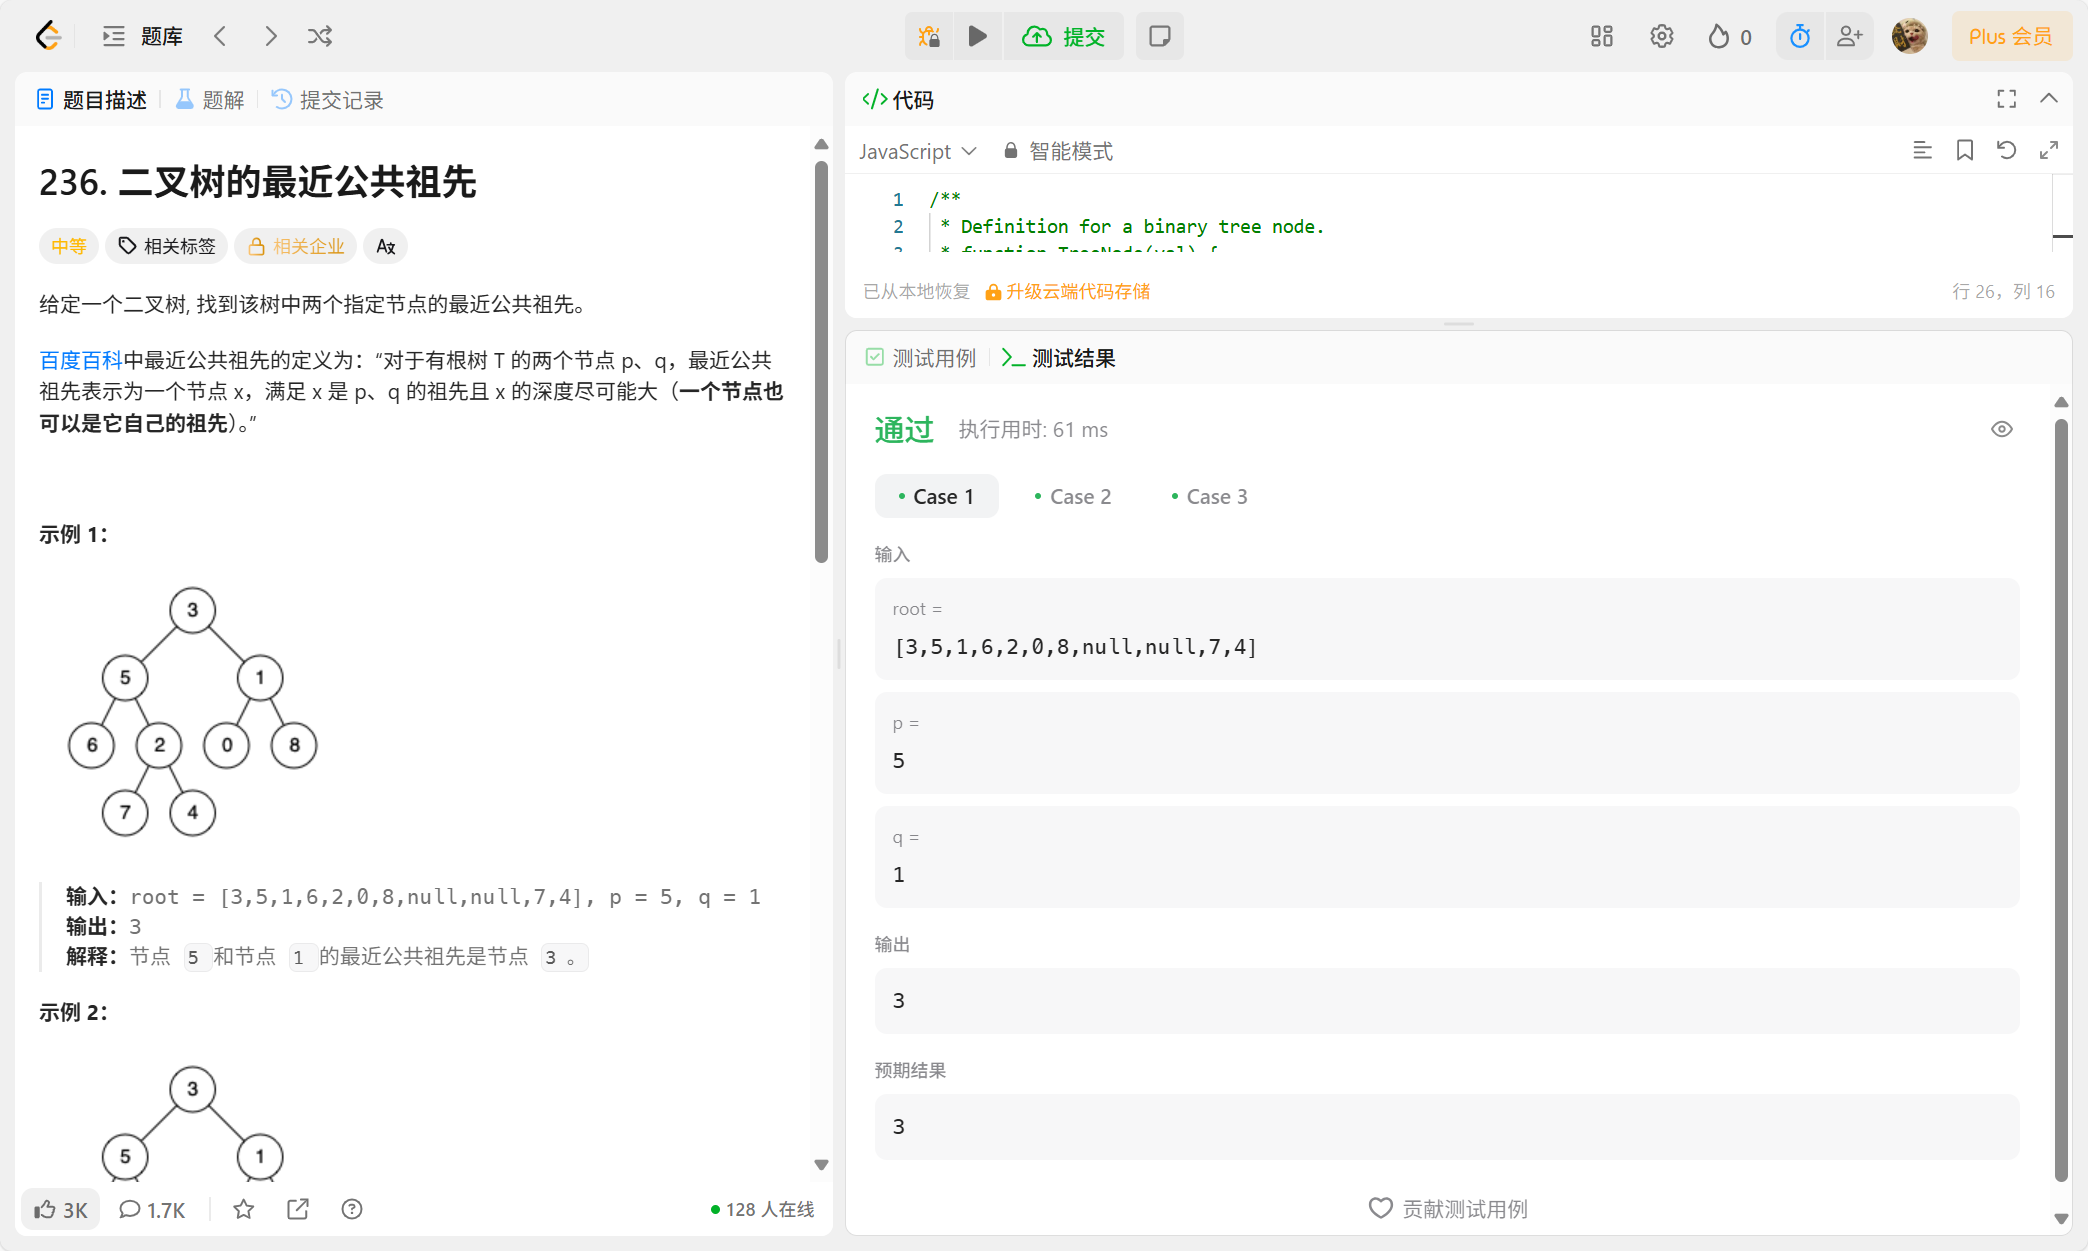 题库
提交
0
Plus 会员
题目描述
题解
提交记录
236. 二叉树的最近公共祖先
中等
相关标签
相关企业
给定一个二叉树, 找到该树中两个指定节点的最近公共祖先。
百度百科中最近公共祖先的定义为：“对于有根树 T 的两个节点 p、q，最近公共
祖先表示为一个节点 x，满足 x 是 p、q 的祖先且 x 的深度尽可能大（一个节点也
可以是它自己的祖先）。”
示例 1：
3
5
1
6
2
0
8
7
4
输入：root = [3,5,1,6,2,0,8,null,null,7,4], p = 5, q = 1
输出：3
解释：节点 5 和节点 1 的最近公共祖先是节点 3 。
示例 2：
3
5
1
3K
1.7K
128 人在线
</>代码
JavaScript
智能模式
1 /**
2 * Definition for a binary tree node.
3 * function TreeNode(val) {
已从本地恢复
升级云端代码存储
行 26，列 16
测试用例
测试结果
通过
执行用时: 61 ms
Case 1
Case 2
Case 3
输入
root =
[3,5,1,6,2,0,8,null,null,7,4]
p =
5
q =
1
输出
3
预期结果
3
贡献测试用例